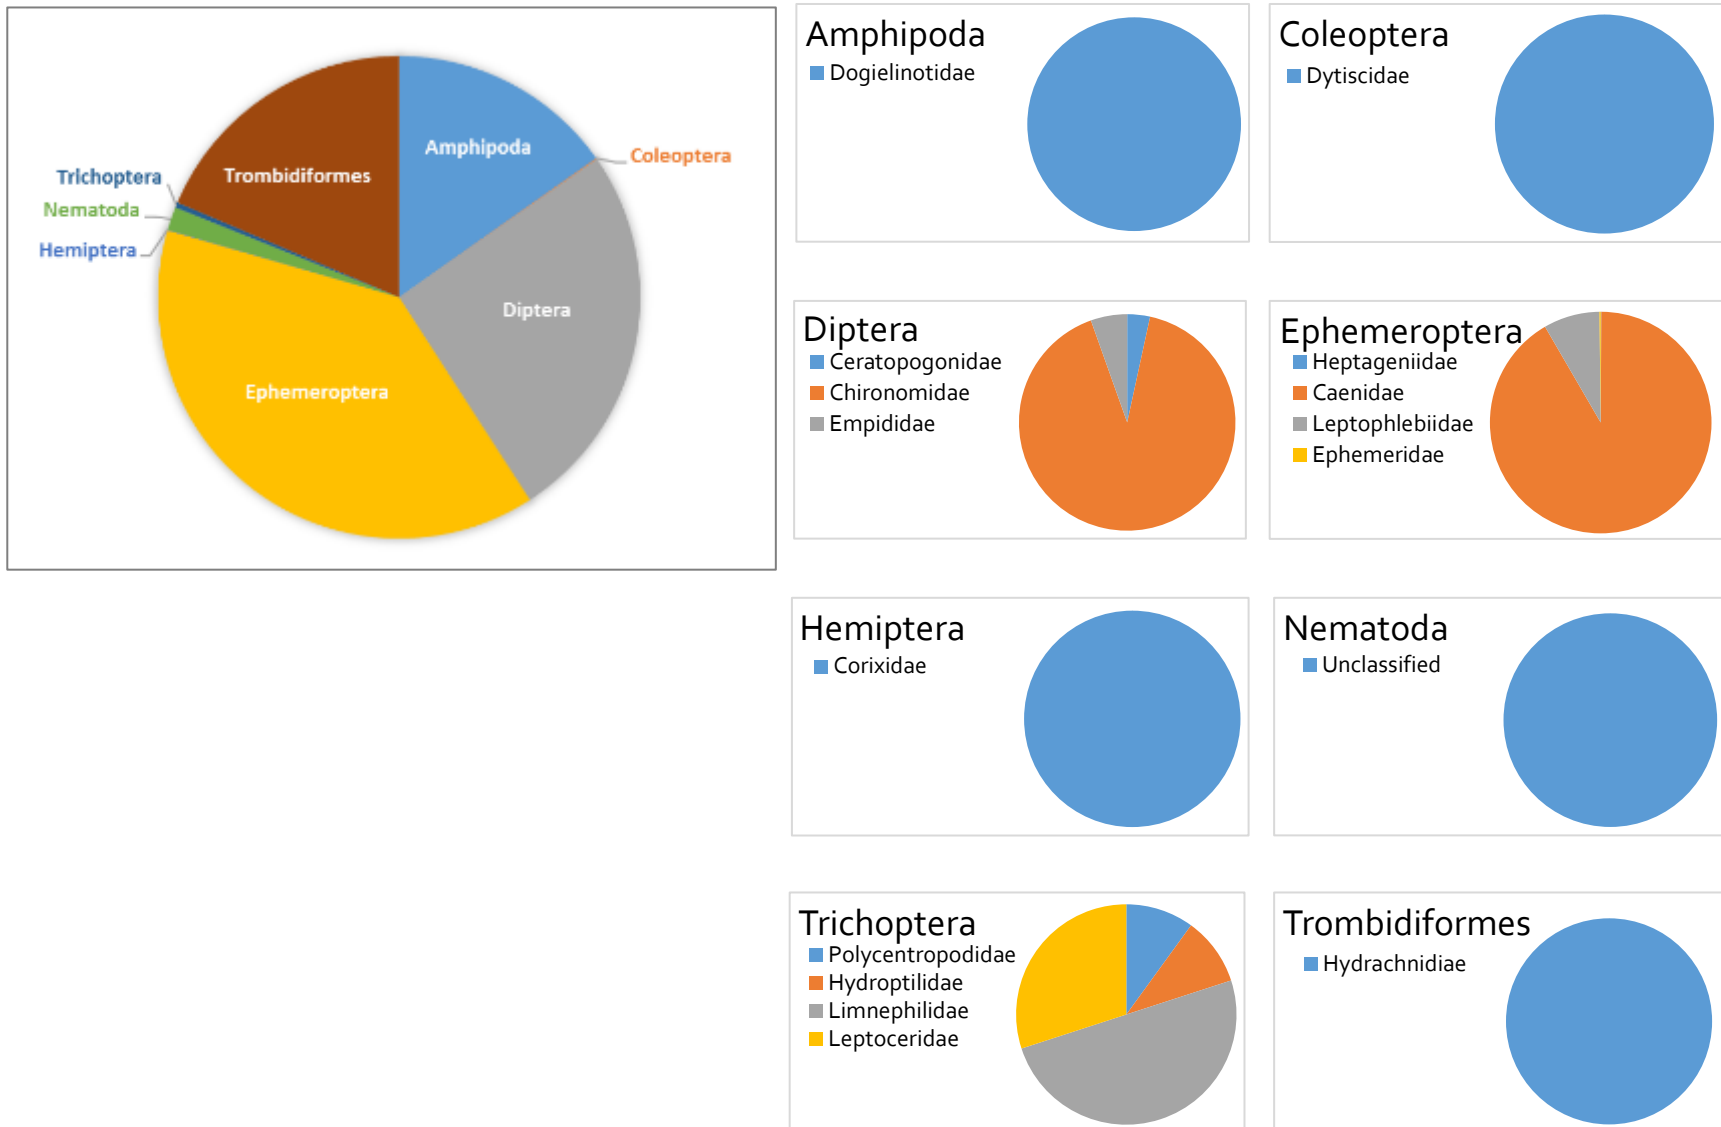 Amphipoda
Coleoptera
Trombidiformes
Trichoptera
Nematoda
Hemiptera
Diptera
Ephemeroptera
Amphipoda
Dogielinotidae
Coleoptera
Dytiscidae
Diptera
Ceratopogonidae
Chironomidae
Empididae
Ephemeroptera
Heptageniidae
Caenidae
Leptophlebiidae
Ephemeridae
Hemiptera
Corixidae
Nematoda
Unclassified
Trichoptera
Polycentropodidae
Hydroptilidae
Limnephilidae
Leptoceridae
Trombidiformes
Hydrachnidiae